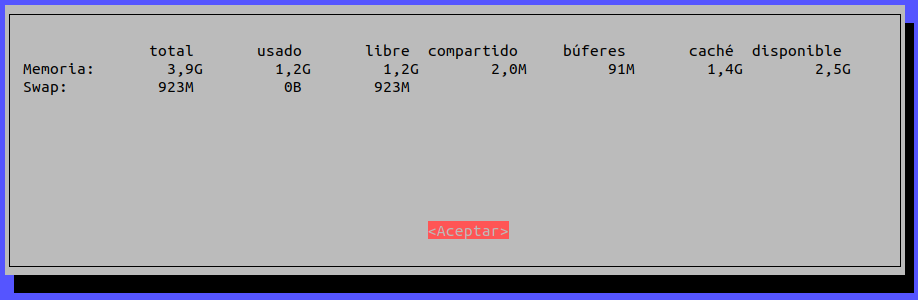 total usado libre compartido búferes caché disponible
Memoria: 3,9G 1,2G 1,2G 2,0M 91M 1,4G 2,5G
Swap: 923M 0B 923M
<Aceptar>